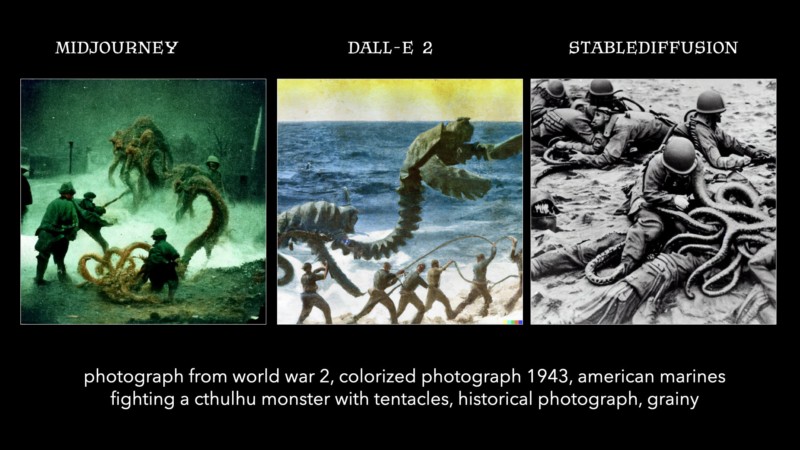 MIDJOURNEY
DALL-E 2
STABLEDIFFUSION
photograph from world war 2, colorized photograph 1943, american marines
fighting a cthulhu monster with tentacles, historical photograph, grainy